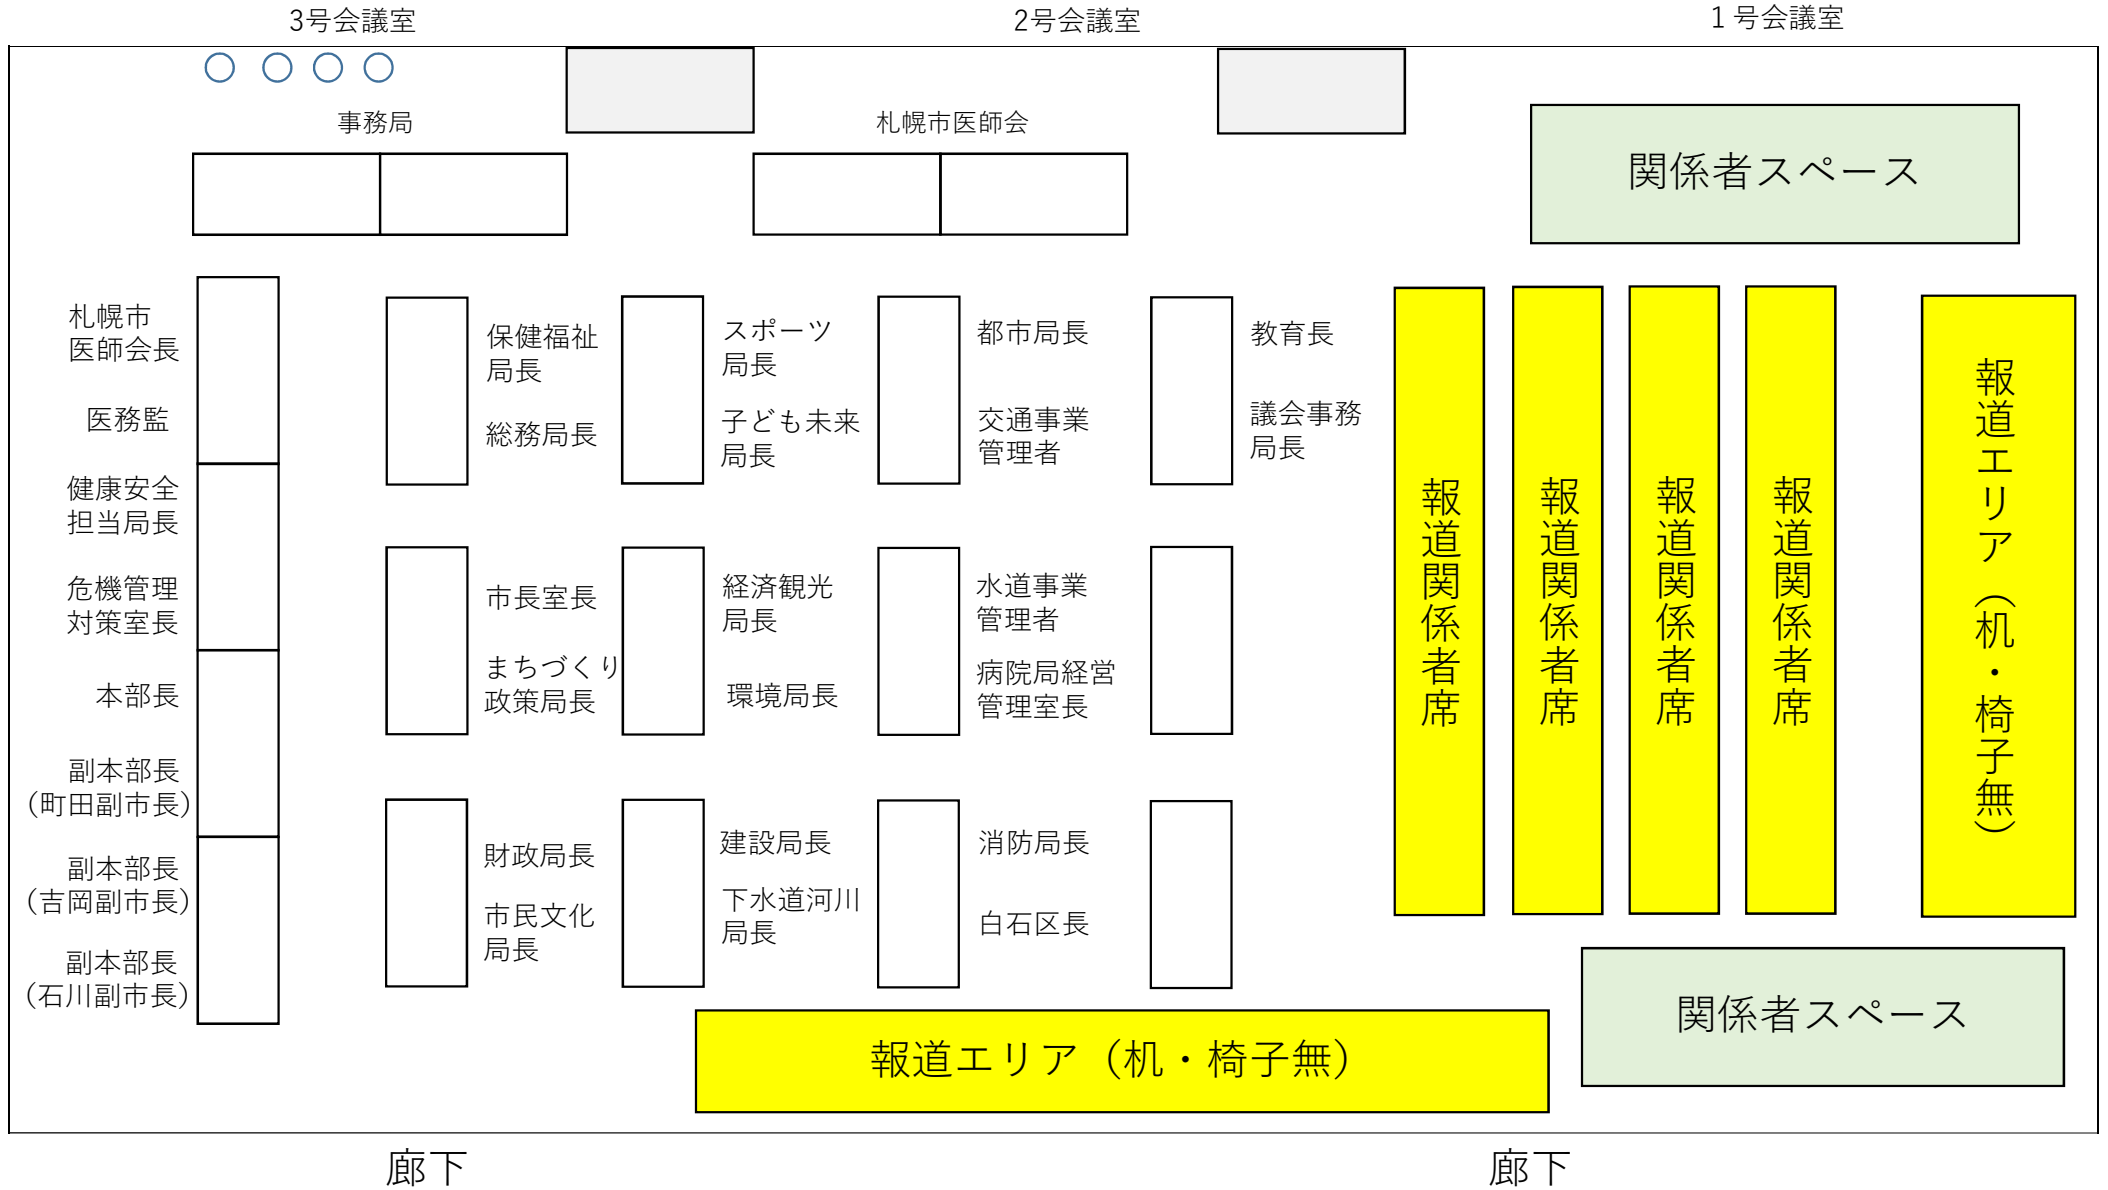 3号会議室
2号会議室
１号会議室
事務局
札幌市医師会
関係者スペース
札幌市
医師会長
医務監
健康安全
担当局長
危機管理
対策室長
本部長
副本部長
（町田副市長）
副本部長
（吉岡副市長）
副本部長
（石川副市長）
保健福祉
局長
総務局長
市長室長
まちづくり
政策局長
財政局長
市民文化
局長
スポーツ
局長
子ども未来
局長
経済観光
局長
環境局長
建設局長
下水道河川
局長
都市局長
交通事業
管理者
水道事業
管理者
病院局経営
管理室長
消防局長
白石区長
教育長
議会事務
局長
報道関係者席
報道関係者席
報道関係者席
報道関係者席
報道エリア（机・椅子無）
報道エリア（机・椅子無）
関係者スペース
廊下
廊下